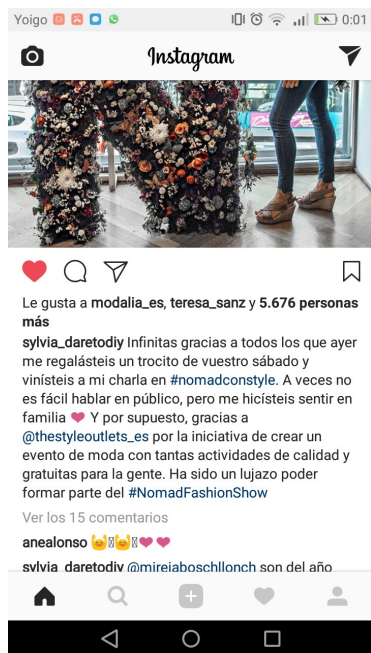 Yoigo 0:01
Instagram
Le gusta a modalia_es, teresa_sanz y 5.676 personas
más
sylvia_daretodiy Infinitas gracias a todos los que ayer
me regalásteis un trocito de vuestro sábado y
vinísteis a mi charla en #nomadconstyle. A veces no
es fácil hablar en público, pero me hicísteis sentir en
familia 💗 Y por supuesto, gracias a
@thestyleoutlets_es por la iniciativa de crear un
evento de moda con tantas actividades de calidad y
gratuitas para la gente. Ha sido un lujazo poder
formar parte del #NomadFashionShow
Ver los 15 comentarios
anealonso 🙌🙌💗💗
sylvia_daretodiy @mireiaboschllonch son del año